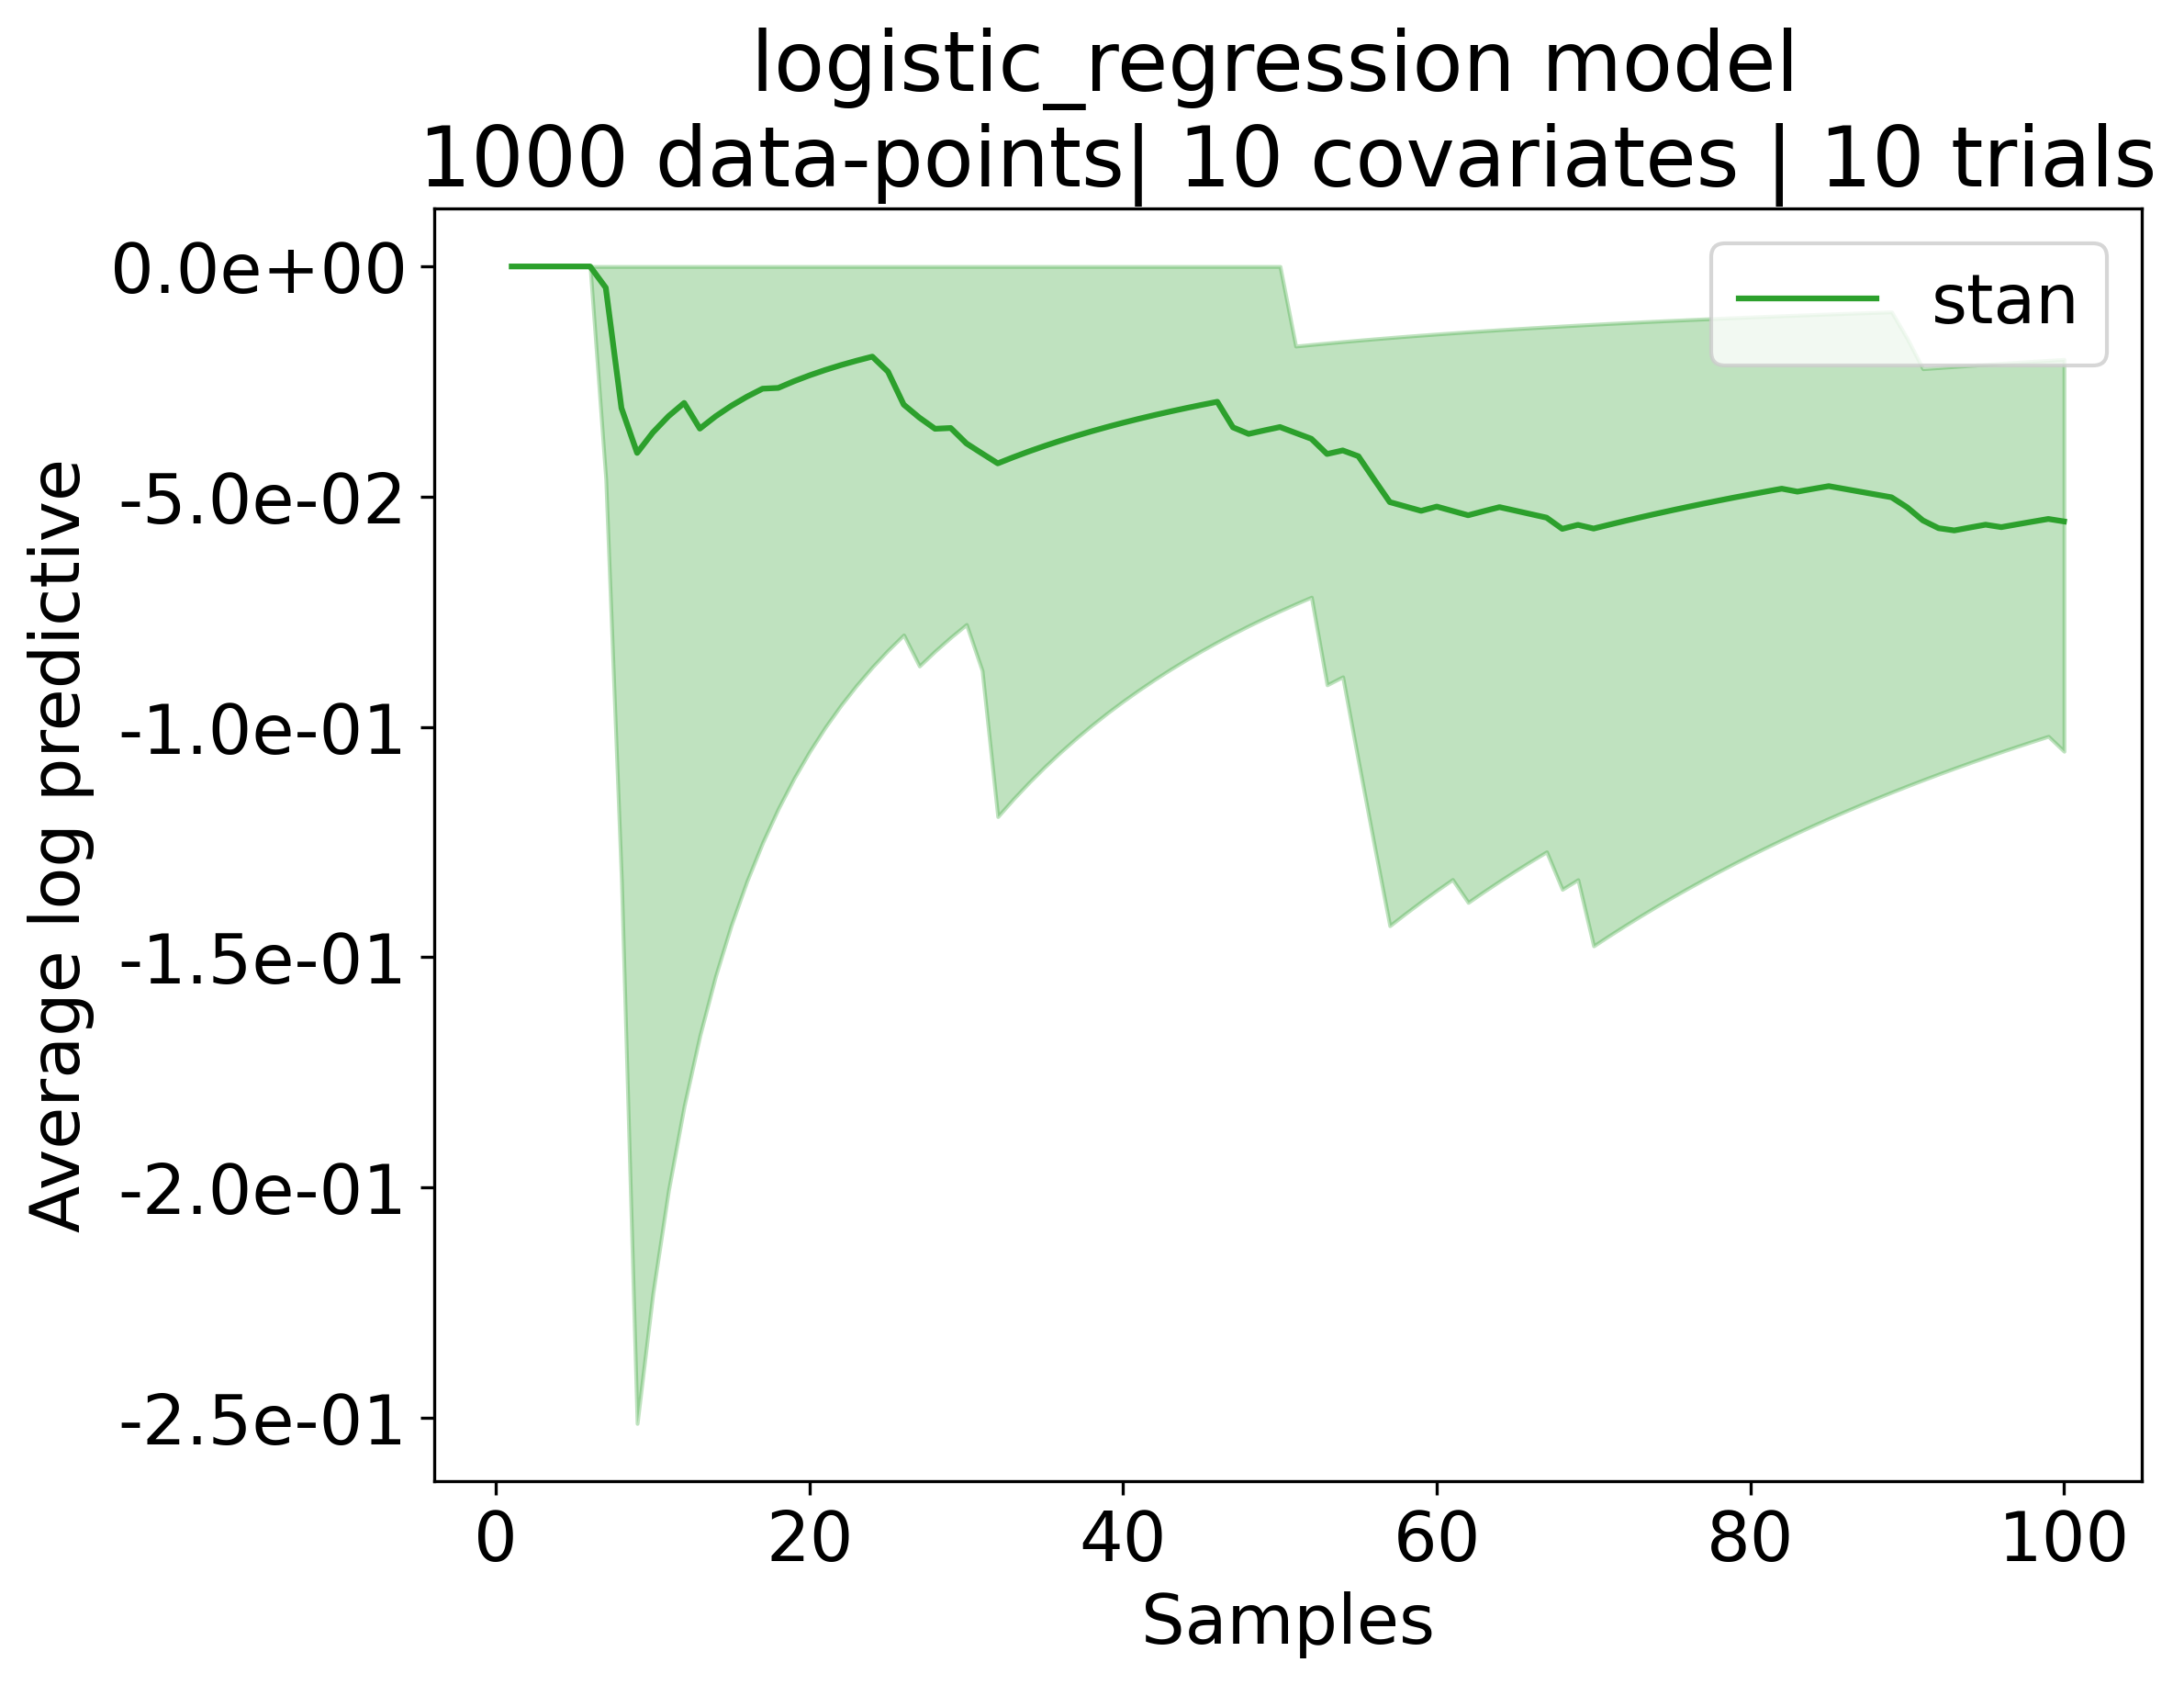 logistic_regression model
1000 data-points| 10 covariates | 10 trials
stan
0.0e+00
-5.0e-02
-1.0e-01
-1.5e-01
-2.0e-01
-2.5e-01
Average log predictive
0 20 40 60 80 100
Samples